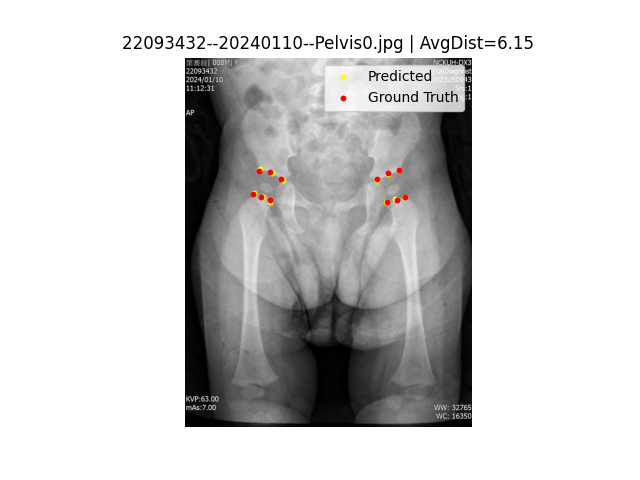 22093432--20240110--Pelvis0.jpg | AvgDist=6.15
008M| F
22093432
2024/01/10
11:12:31
AP
NCKUH-DX3
Predicted
Ground Truth
KVP:63.00
mAs:7.00
WW: 32765
WC: 16350